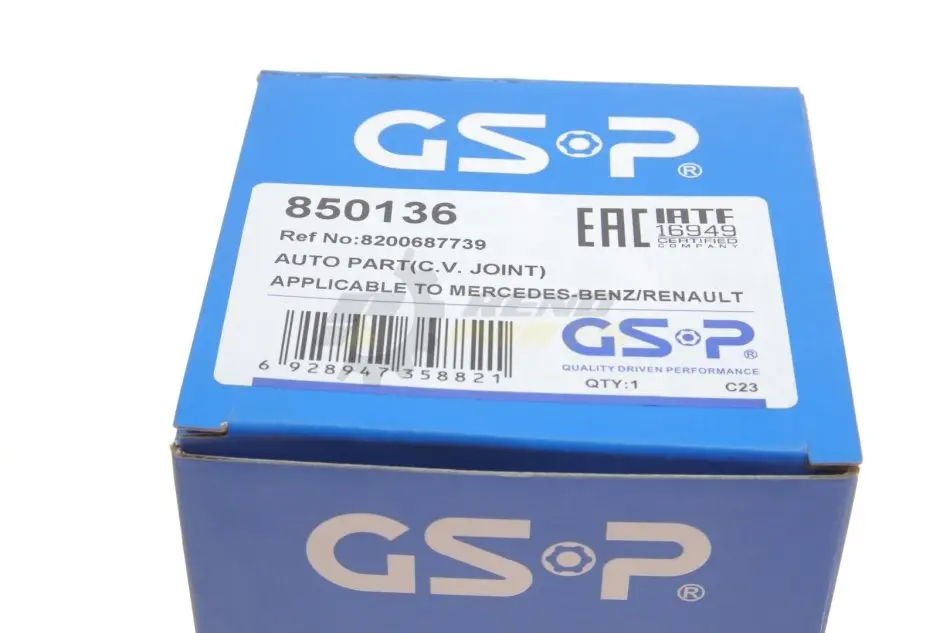 GSP®
850136
EAC
IATF
16949
CERTIFIED
COMPANY
Ref No:8200687739
AUTO PART(C.V. JOINT)
APPLICABLE TO MERCEDES-BENZ/RENAULT
6 928947 358821
GSP®
QUALITY DRIVEN PERFORMANCE
QTY:1 C23
GSP®